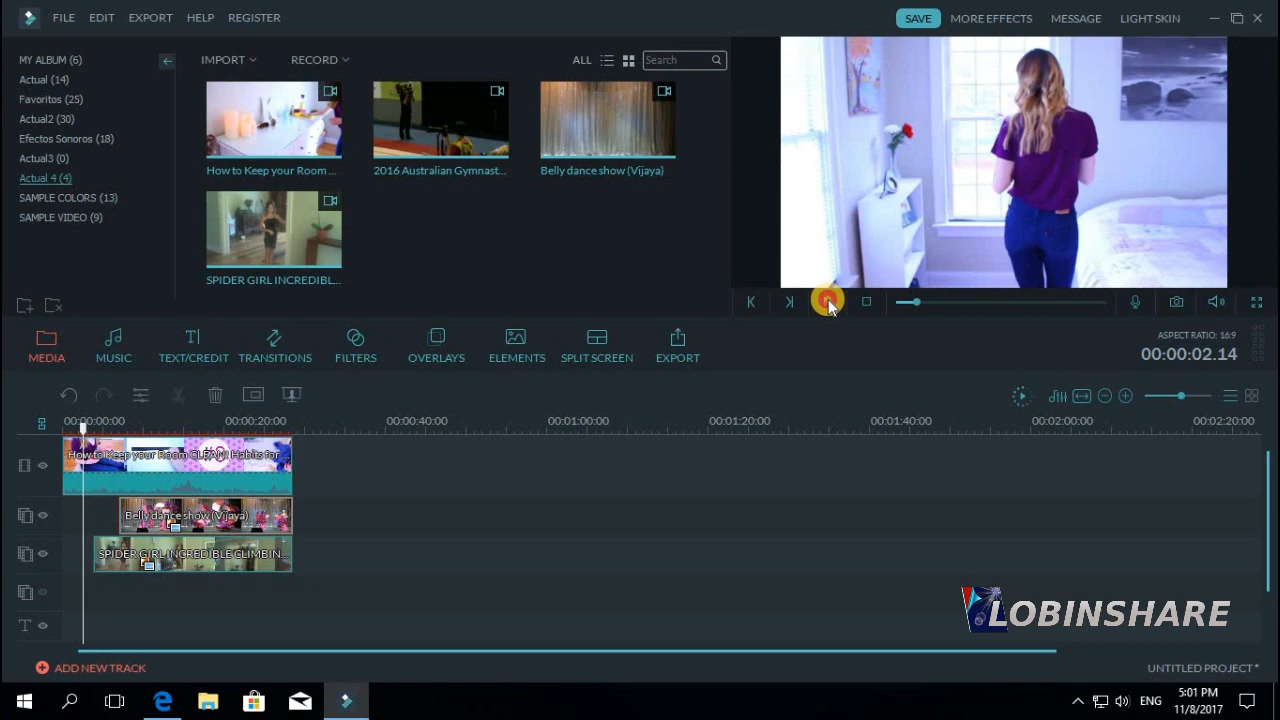 FILE EDIT EXPORT HELP REGISTER
SAVE MORE EFFECTS MESSAGE LIGHT SKIN
MY ALBUM (6)
Actual (14)
Favoritos (25)
Actual2 (30)
Efectos Sonoros (18)
Actual3 (0)
Actual 4 (4)
SAMPLE COLORS (13)
SAMPLE VIDEO (9)
IMPORT RECORD ALL Search
How to Keep your Room ...
2016 Australian Gymnast...
Belly dance show (Vijaya)
SPIDER GIRL INCREDIBL...
MEDIA MUSIC TEXT/CREDIT TRANSITIONS FILTERS OVERLAYS ELEMENTS SPLIT SCREEN EXPORT
ASPECT RATIO: 16:9
00:00:02.14
00:00:00:00 00:00:20:00 00:00:40:00 00:01:00:00 00:01:20:00 00:01:40:00 00:02:00:00 00:02:20:00
How to Keep your Room CLEAN! Habits for ...
Belly dance show (Vijaya)
SPIDER GIRL INCREDIBLE CLIMB IN...
LOBINSHARE
ADD NEW TRACK
UNTITLED PROJECT *
ENG
5:01 PM
11/8/2017